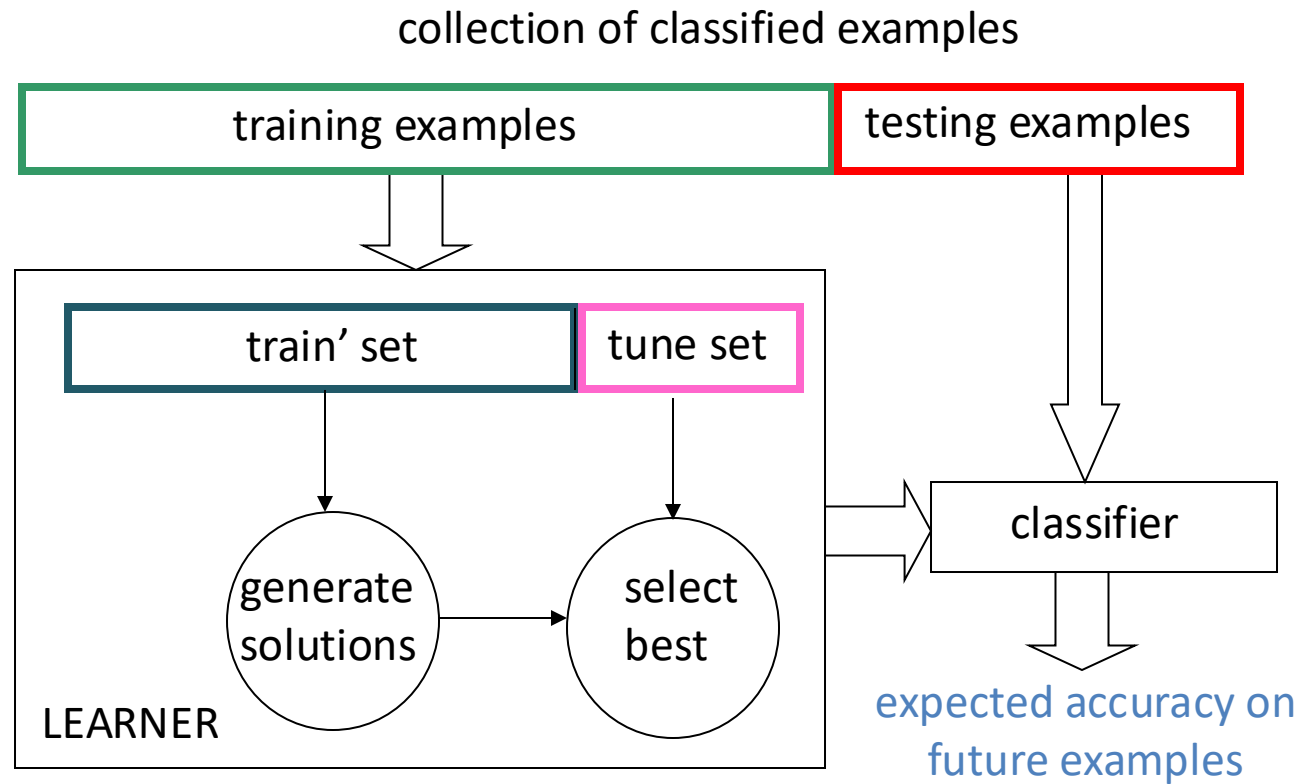 collection of classified examples
training examples
testing examples
train’ set
tune set
generate
solutions
select
best
classifier
LEARNER
expected accuracy on
future examples